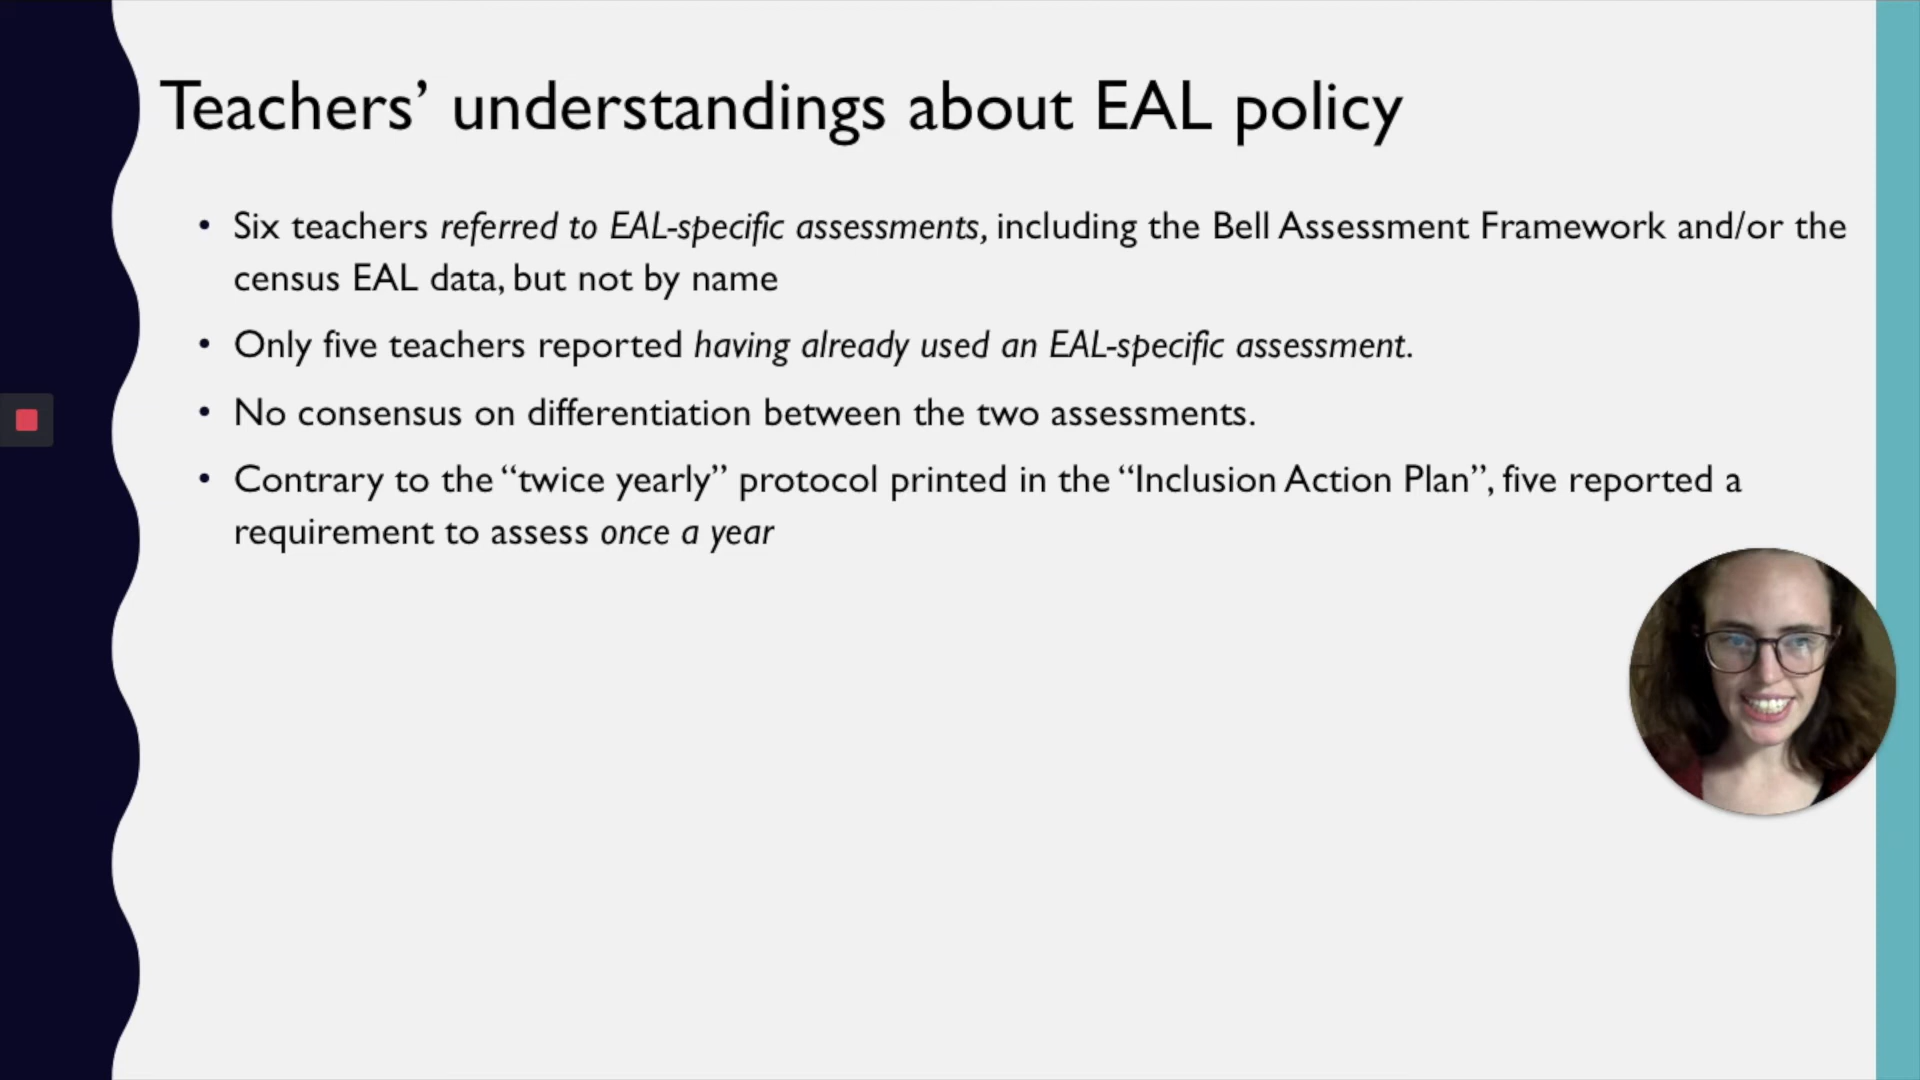 Teachers’ understandings about EAL policy
• Six teachers referred to EAL-specific assessments, including the Bell Assessment Framework and/or the
census EAL data, but not by name
• Only five teachers reported having already used an EAL-specific assessment.
• No consensus on differentiation between the two assessments.
• Contrary to the “twice yearly” protocol printed in the “Inclusion Action Plan”, five reported a
requirement to assess once a year